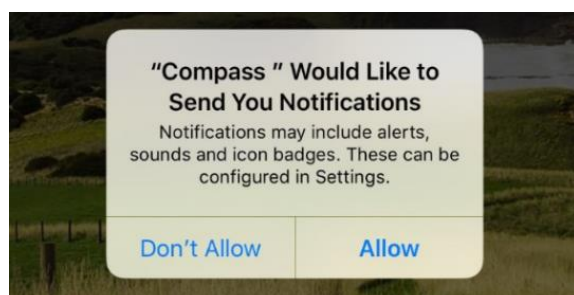 “Compass ” Would Like to
Send You Notifications
Notifications may include alerts,
sounds and icon badges. These can be
configured in Settings.
Don’t Allow
Allow